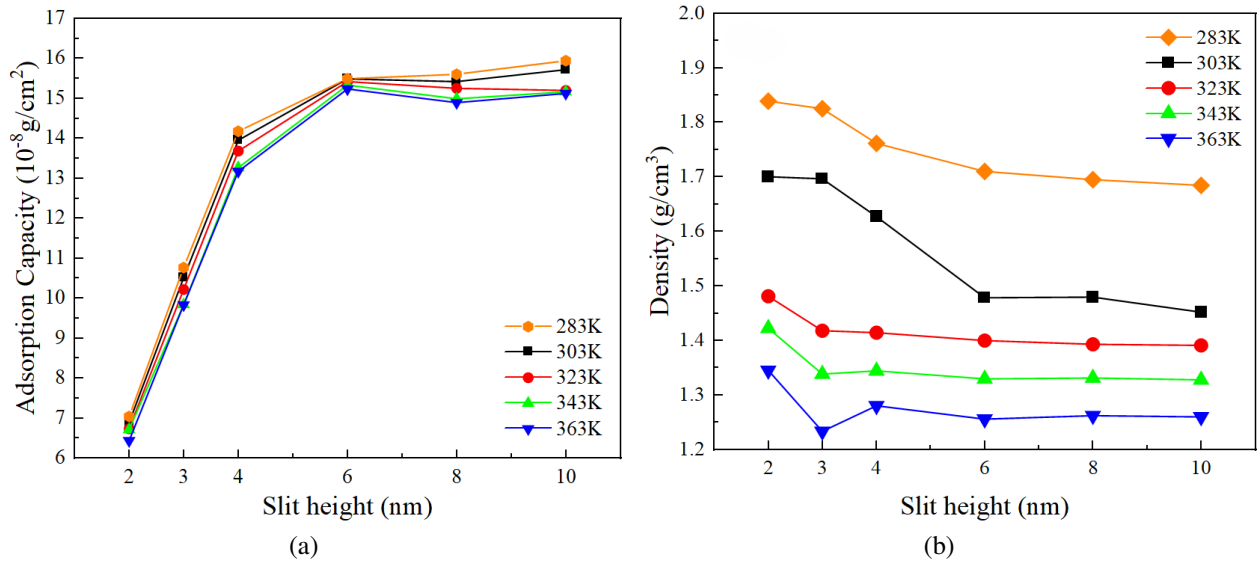 17
16
15
14
13
12
11
10
9
8
7
6
Adsorption Capacity (10⁻⁸ g/cm²)
283K
303K
323K
343K
363K
2 3 4 6 8 10
Slit height (nm)
(a)
2.0
1.9
1.8
1.7
1.6
1.5
1.4
1.3
1.2
Density (g/cm³)
283K
303K
323K
343K
363K
2 3 4 6 8 10
Slit height (nm)
(b)